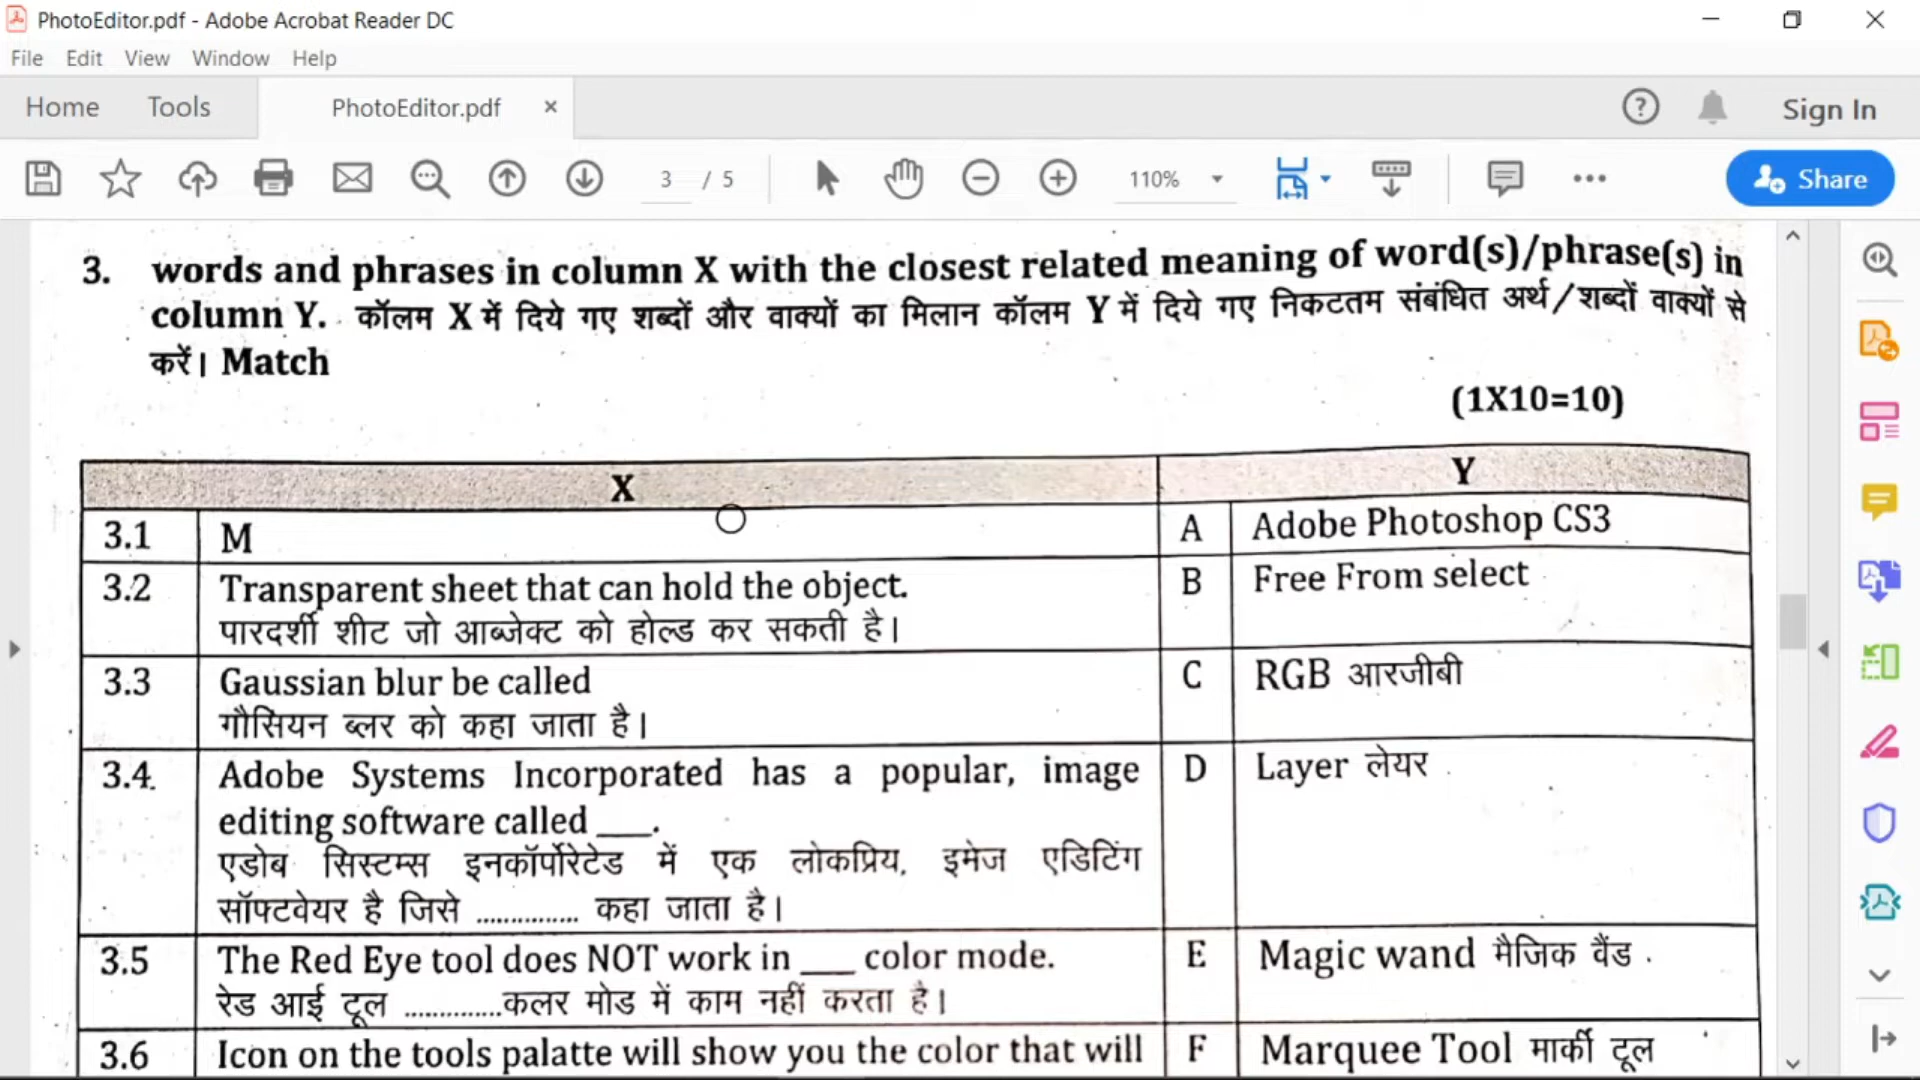 PhotoEditor.pdf - Adobe Acrobat Reader DC
File Edit View Window Help
Home Tools PhotoEditor.pdf × Sign In
3 / 5 110% Share
3. words and phrases in column X with the closest related meaning of word(s)/phrase(s) in
column Y. कॉलम X में दिये गए शब्दों और वाक्यों का मिलान कॉलम Y में दिये गए निकटतम संबंधित अर्थ/शब्दों वाक्यों से
करें। Match
(1X10=10)
X Y
3.1 M A Adobe Photoshop CS3
3.2 Transparent sheet that can hold the object. B Free From select
पारदर्शी शीट जो आब्जेक्ट को होल्ड कर सकती है।
3.3 Gaussian blur be called C RGB आरजीबी
गौसियन ब्लर को कहा जाता है।
3.4. Adobe Systems Incorporated has a popular, image D Layer लेयर
editing software called ___.
एडोब सिस्टम्स इनकॉर्पोरेटेड में एक लोकप्रिय, इमेज एडिटिंग
सॉफ्टवेयर है जिसे ............... कहा जाता है।
3.5 The Red Eye tool does NOT work in ___ color mode. E Magic wand मैजिक वैंड .
रेड आई टूल ..............कलर मोड में काम नहीं करता है।
3.6 Icon on the tools palatte will show you the color that will F Marquee Tool मार्की टूल